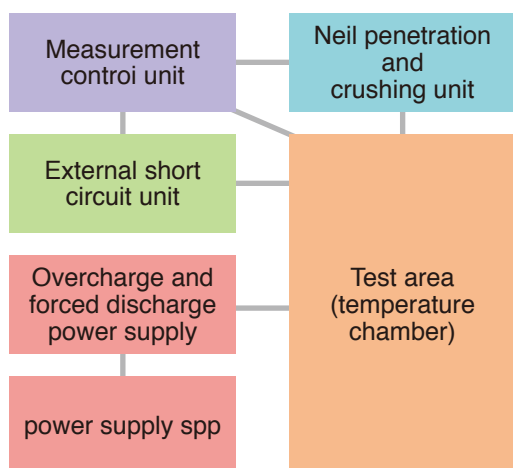 Measurement
controi unit
Neil penetration
and
crushing unit
External short
circuit unit
Overcharge and
forced discharge
power supply
Test area
(temperature
chamber)
power supply spp